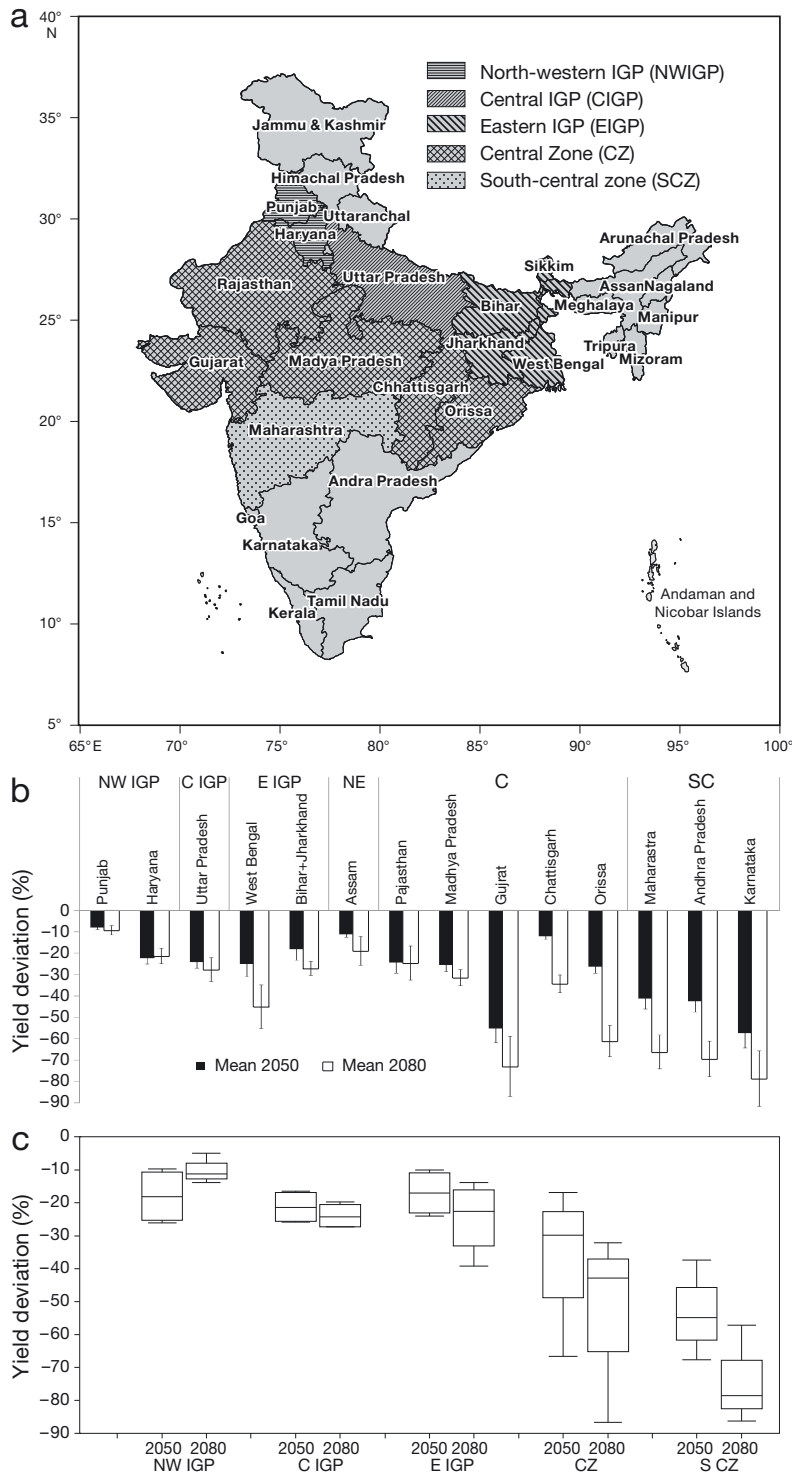 a
40°
N
35°
30°
25°
20°
15°
10°
5°
65°E
70°
75°
80°
85°
90°
95°
100°
North-western IGP (NWIGP)
Central IGP (CIGP)
Eastern IGP (EIGP)
Central Zone (CZ)
South-central zone (SCZ)
Jammu & Kashmir
Himachal Pradesh
Punjab
Uttaranchal
Haryana
Arunachal Pradesh
Rajasthan
Uttar Pradesh
Sikkim
Assan
Nagaland
Bihar
Meghalaya
Manipur
Jharkhand
Tripura
Gujarat
Madya Pradesh
West Bengal
Mizoram
Chhattisgarh
Orissa
Maharashtra
Andra Pradesh
Goa
Karnataka
Tamil Nadu
Kerala
Andaman and
Nicobar Islands
b
NW IGP
C IGP
E IGP
NE
C
SC
Punjab
Haryana
Uttar Pradesh
West Bengal
Bihar+Jharkhand
Assam
Pajasthan
Madhya Pradesh
Gujrat
Chattisgarh
Orissa
Maharastra
Andhra Pradesh
Karnataka
Yield deviation (%)
0
−10
−20
−30
−40
−50
−60
−70
−80
−90
Mean 2050
Mean 2080
c
Yield deviation (%)
0
−10
−20
−30
−40
−50
−60
−70
−80
−90
2050 2080 2050 2080 2050 2080 2050 2080 2050 2080
NW IGP C IGP E IGP CZ S CZ